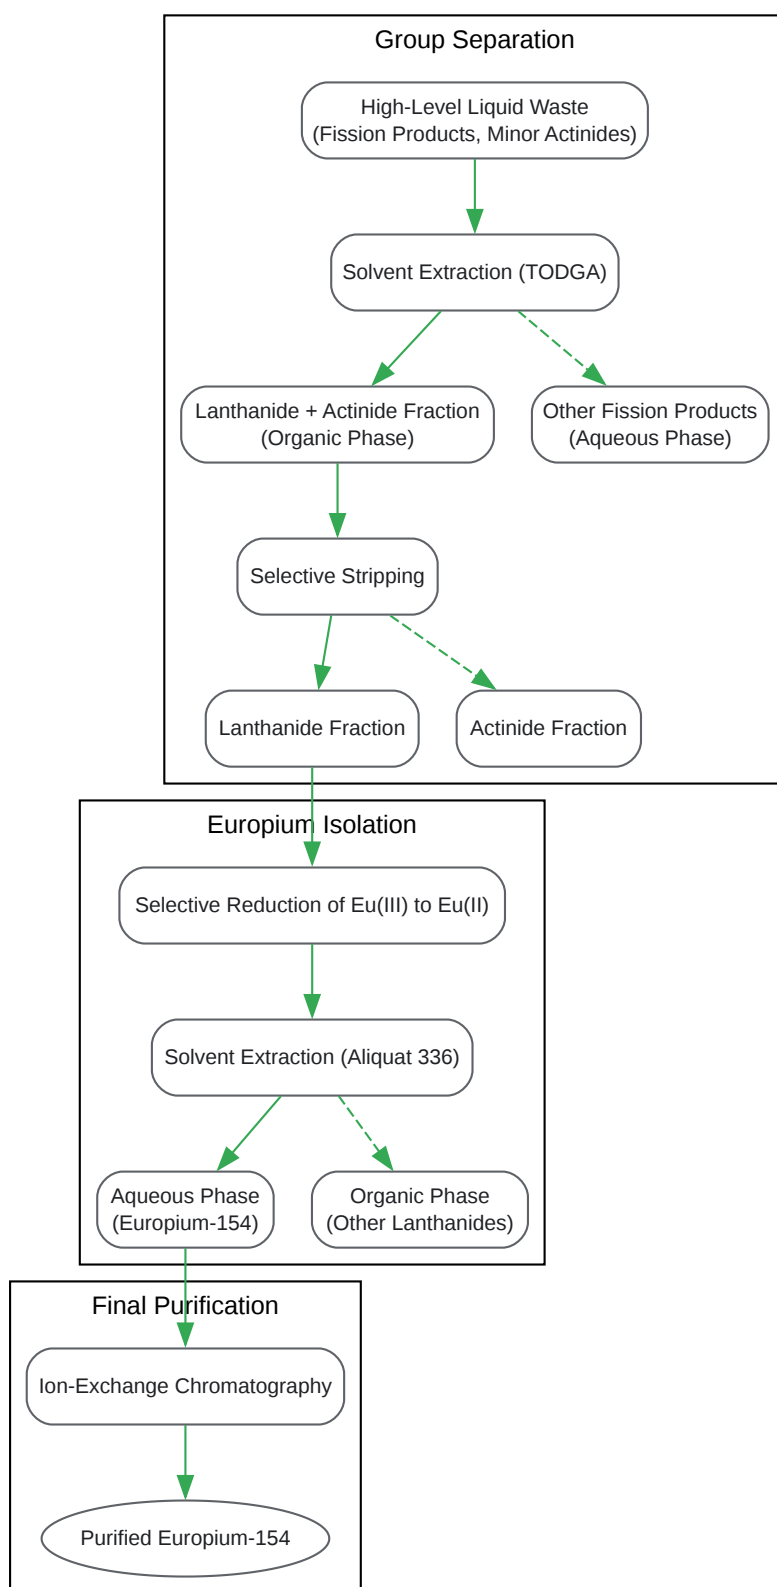 Group Separation
High-Level Liquid Waste
(Fission Products, Minor Actinides)
Solvent Extraction (TODGA)
Lanthanide + Actinide Fraction
(Organic Phase)
Other Fission Products
(Aqueous Phase)
Selective Stripping
Lanthanide Fraction
Actinide Fraction
Europium Isolation
Selective Reduction of Eu(III) to Eu(II)
Solvent Extraction (Aliquat 336)
Aqueous Phase
(Europium-154)
Organic Phase
(Other Lanthanides)
Final Purification
Ion-Exchange Chromatography
Purified Europium-154